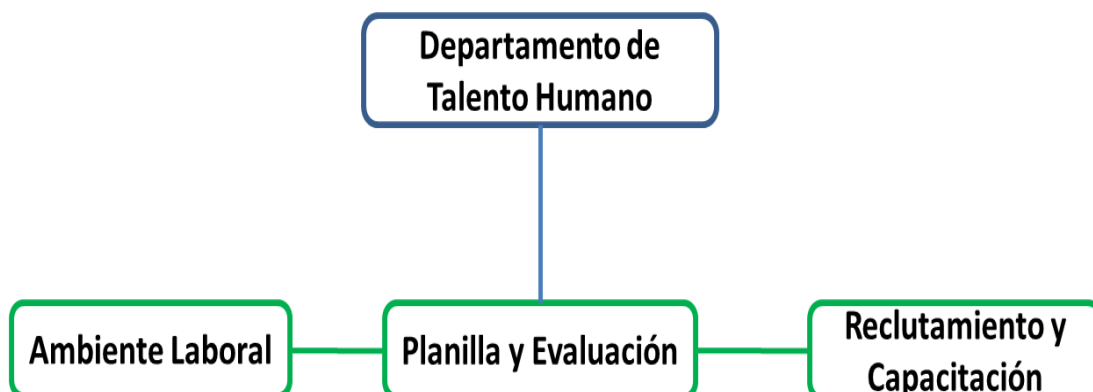 Departamento de
Talento Humano
Ambiente Laboral
Planilla y Evaluación
Reclutamiento y
Capacitación